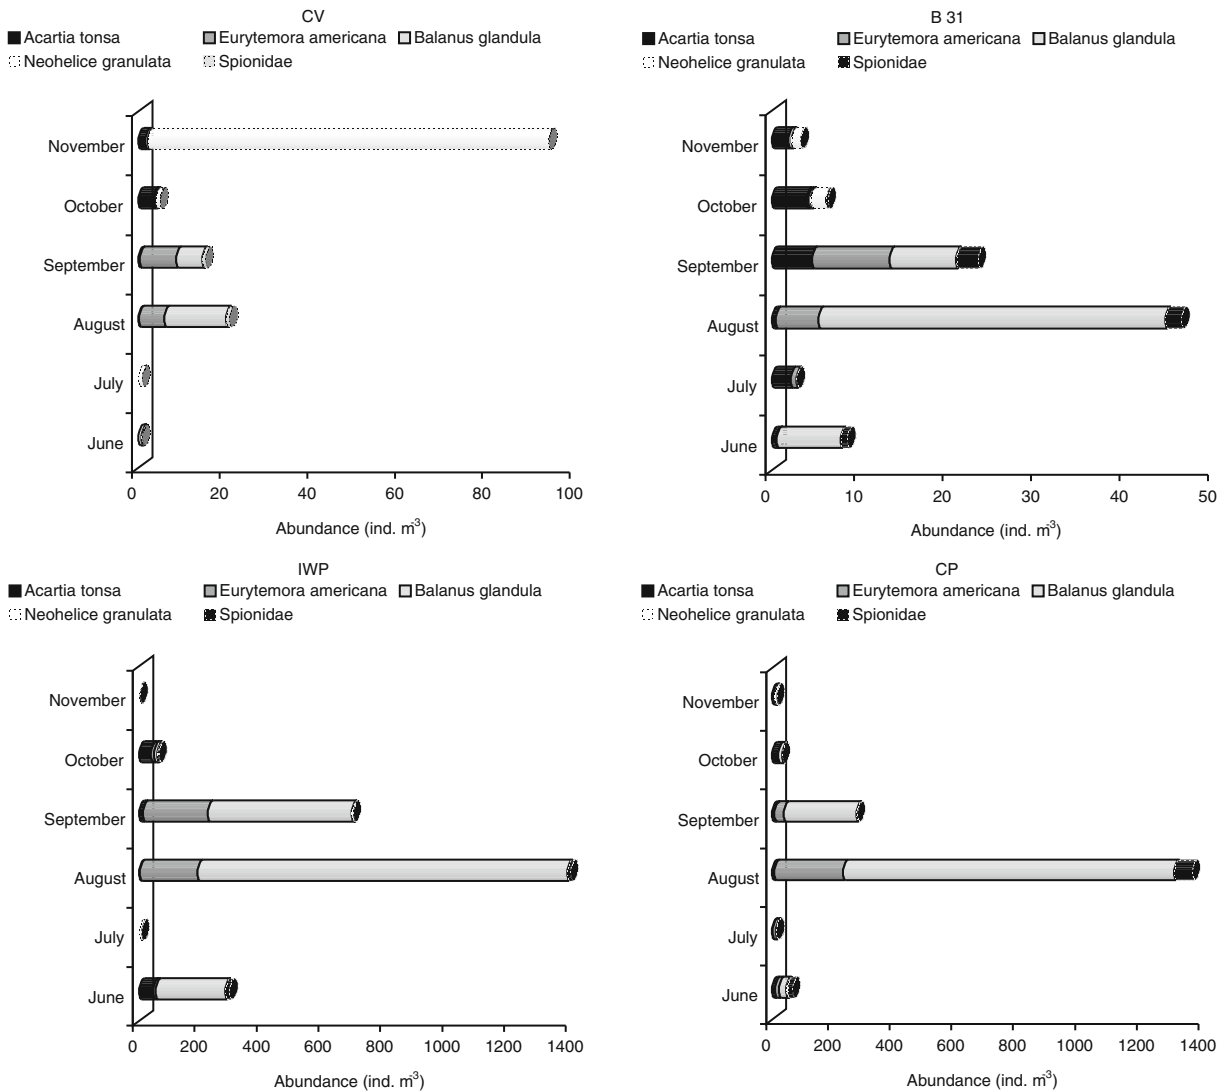 CV
Acartia tonsa Eurytemora americana Balanus glandula
Neohelice granulata Spionidae
November
October
September
August
July
June
0 20 40 60 80 100
Abundance (ind. m⁻³)
B 31
Acartia tonsa Eurytemora americana Balanus glandula
Neohelice granulata Spionidae
November
October
September
August
July
June
0 10 20 30 40 50
Abundance (ind. m⁻³)
IWP
Acartia tonsa Eurytemora americana Balanus glandula
Neohelice granulata Spionidae
November
October
September
August
July
June
0 200 400 600 800 1000 1200 1400
Abundance (ind. m⁻³)
CP
Acartia tonsa Eurytemora americana Balanus glandula
Neohelice granulata Spionidae
November
October
September
August
July
June
0 200 400 600 800 1000 1200 1400
Abundance (ind. m⁻³)